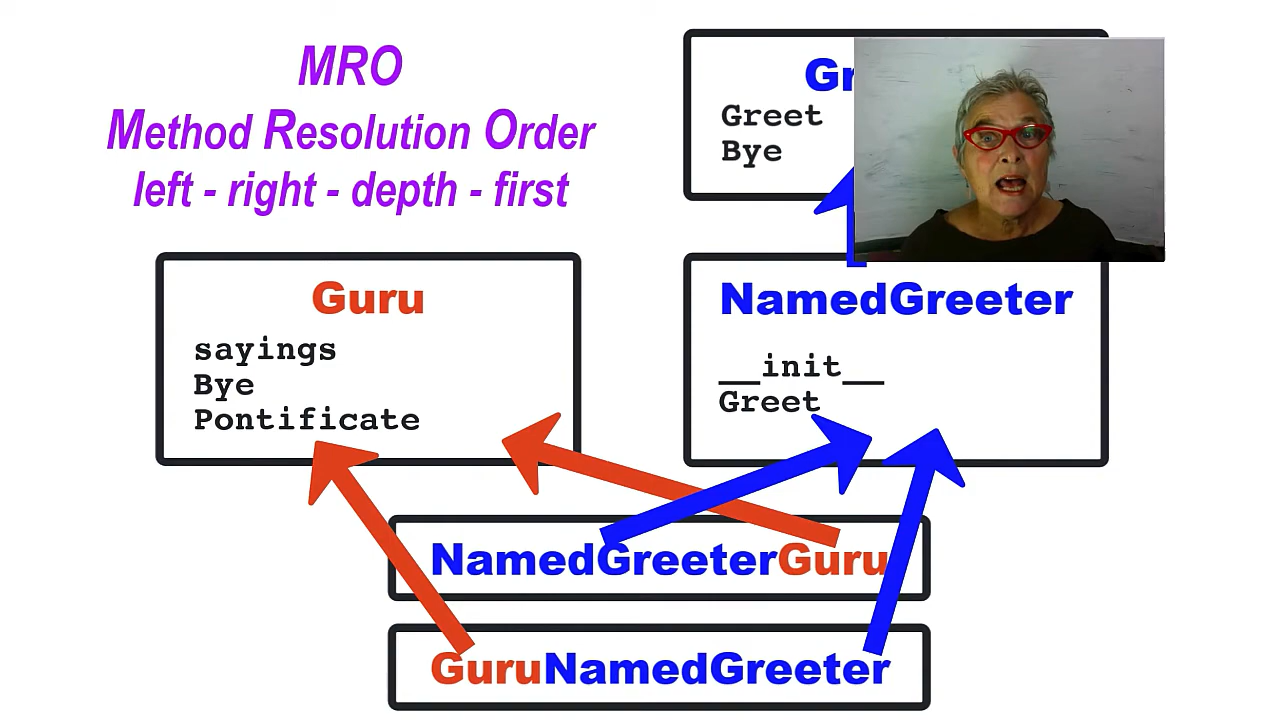 MRO
Method Resolution Order
left - right - depth - first
Greet
Bye
Guru
sayings
Bye
Pontificate
NamedGreeter
__init__
Greet
NamedGreeterGuru
GuruNamedGreeter